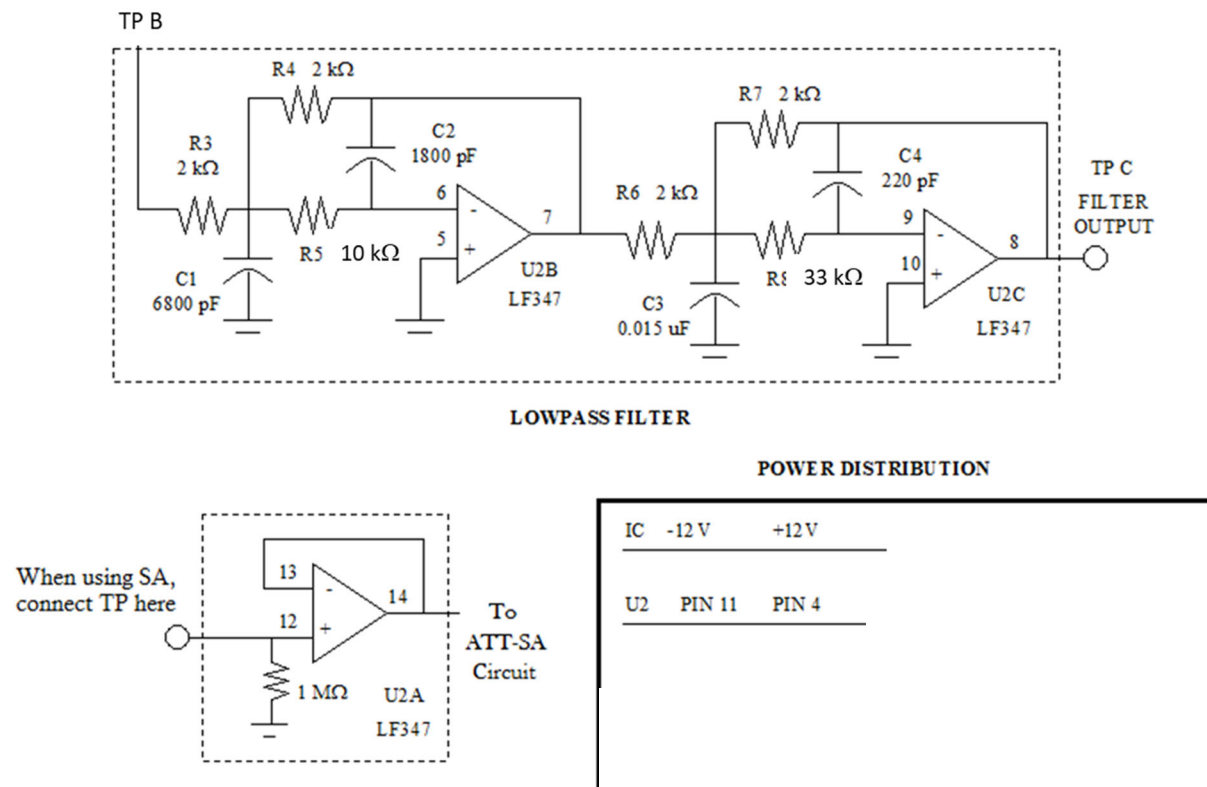 TP B
R4 2 kΩ
R3
2 kΩ
C2
1800 pF
6
5
7
R5 10 kΩ
C1
6800 pF
U2B
LF347
-
+
R7 2 kΩ
R6 2 kΩ
C4
220 pF
9
10
8
R8 33 kΩ
C3
0.015 uF
U2C
LF347
-
+
TP C
FILTER
OUTPUT
LOWPASS FILTER
POWER DISTRIBUTION
IC -12 V +12 V
U2 PIN 11 PIN 4
When using SA,
connect TP here
13
12
14
-
+
1 MΩ
U2A
LF347
To
ATT-SA
Circuit